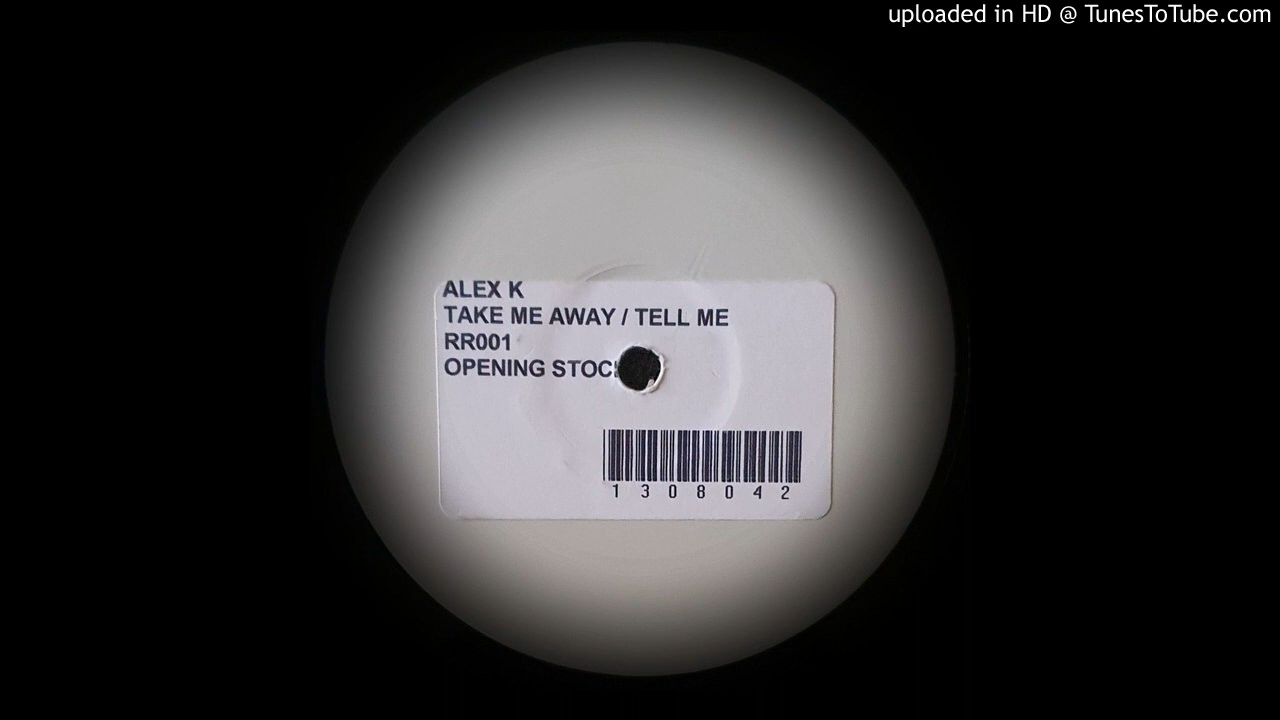 uploaded in HD @ TunesToTube.com
ALEX K
TAKE ME AWAY / TELL ME
RR001
OPENING
1308042